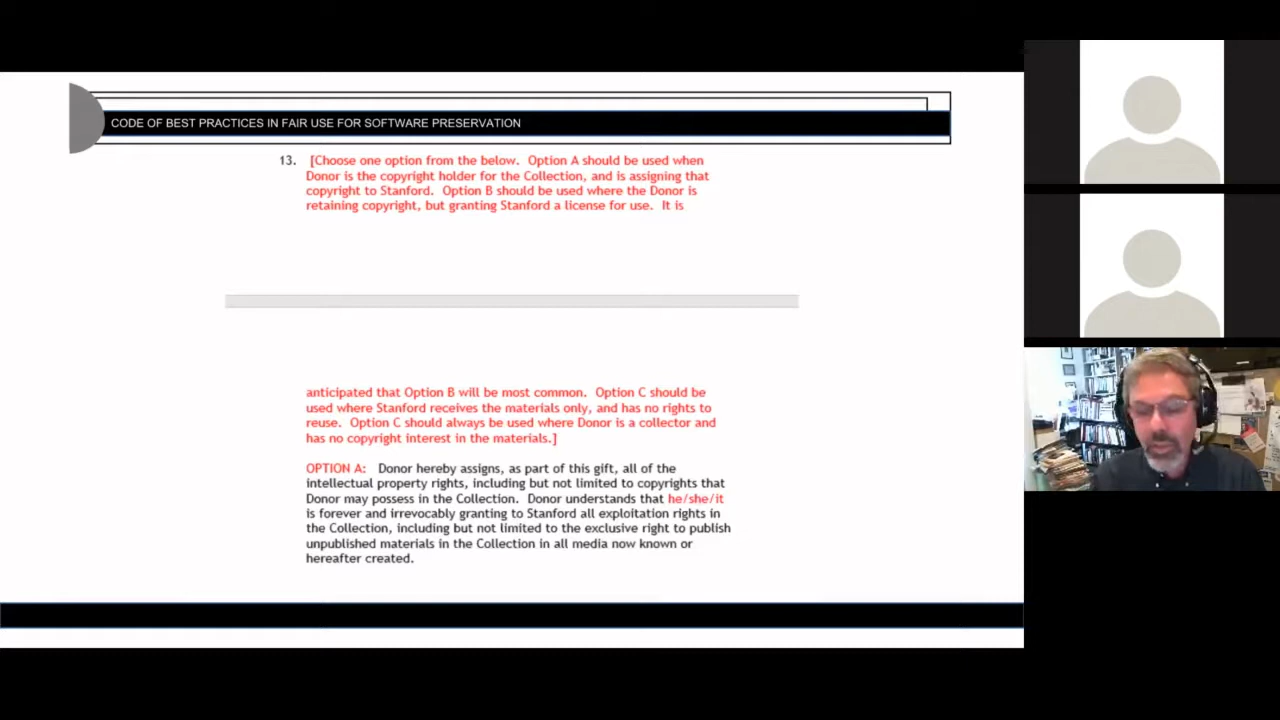 CODE OF BEST PRACTICES IN FAIR USE FOR SOFTWARE PRESERVATION
13. [Choose one option from the below. Option A should be used when
Donor is the copyright holder for the Collection, and is assigning that
copyright to Stanford. Option B should be used where the Donor is
retaining copyright, but granting Stanford a license for use. It is
anticipated that Option B will be most common. Option C should be
used where Stanford receives the materials only, and has no rights to
reuse. Option C should always be used where Donor is a collector and
has no copyright interest in the materials.]
OPTION A: Donor hereby assigns, as part of this gift, all of the
intellectual property rights, including but not limited to copyrights that
Donor may possess in the Collection. Donor understands that he/she/it
is forever and irrevocably granting to Stanford all exploitation rights in
the Collection, including but not limited to the exclusive right to publish
unpublished materials in the Collection in all media now known or
hereafter created.